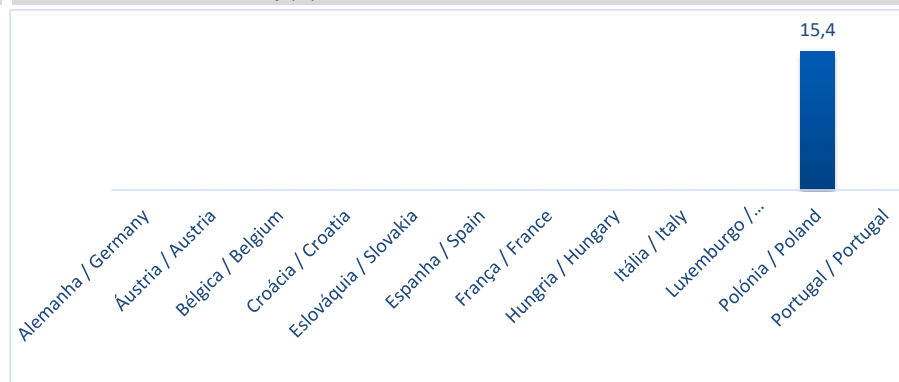 15,4
Alemanha / Germany
Áustria / Austria
Bélgica / Belgium
Croácia / Croatia
Eslováquia / Slovakia
Espanha / Spain
França / France
Hungria / Hungary
Itália / Italy
Luxemburgo /...
Polónia / Poland
Portugal / Portugal